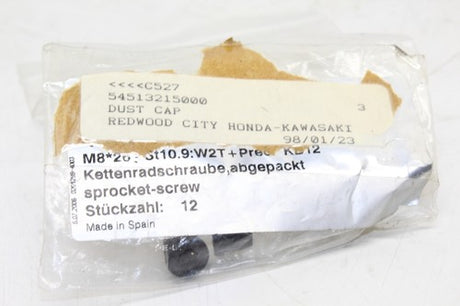 <<<<C527
54513215000
DUST CAP 3
REDWOOD CITY HONDA-KAWASAKI
98/01/23
Kettenradschraube,abgepackt
sprocket-screw
Stückzahl: 12
Made in Spain